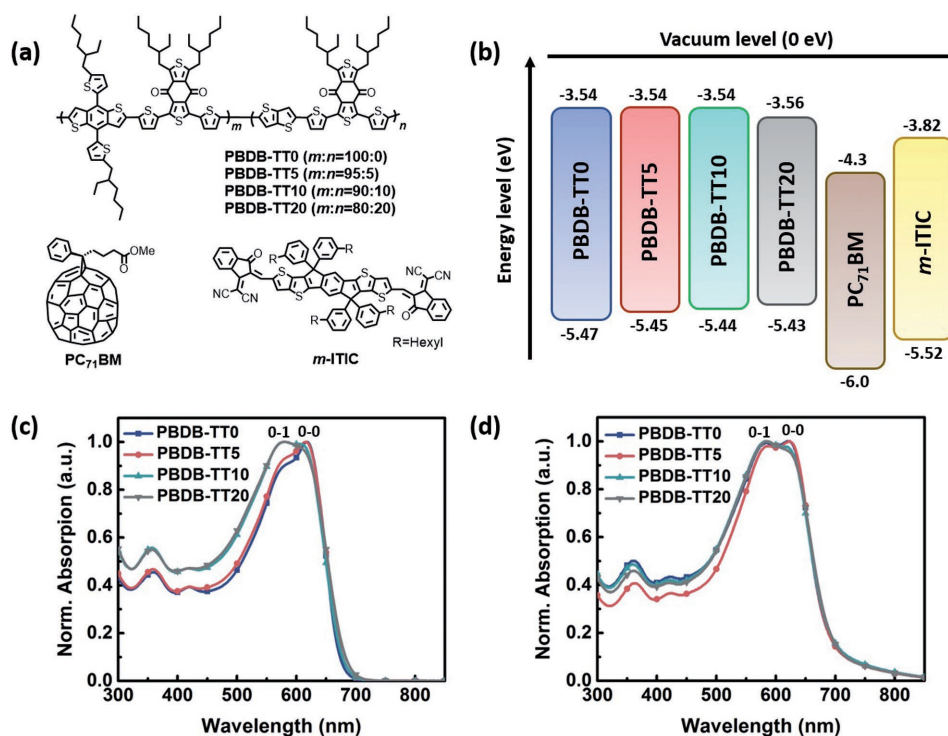 (a)
S
S
S
S
O
O
S
S
S
S
m
S
S
S
O
O
S
S
n
PBDB-TT0 (m:n=100:0)
PBDB-TT5 (m:n=95:5)
PBDB-TT10 (m:n=90:10)
PBDB-TT20 (m:n=80:20)
OMe
O
PC71BM
R
R
O
NC CN
S
S
S
S
CN
CN
O
R
R
R=Hexyl
m-ITIC
(b)
Vacuum level (0 eV)
Energy level (eV)
-3.54 -3.54 -3.54 -3.56 -4.3 -3.82
PBDB-TT0
PBDB-TT5
PBDB-TT10
PBDB-TT20
PC71BM
m-ITIC
-5.47 -5.45 -5.44 -5.43 -6.0 -5.52
(c)
Norm. Absorpion (a.u.)
1.0
0.8
0.6
0.4
0.2
0.0
PBDB-TT0
PBDB-TT5
PBDB-TT10
PBDB-TT20
0-1 0-0
300 400 500 600 700 800
Wavelength (nm)
(d)
Norm. Absorption (a.u.)
1.0
0.8
0.6
0.4
0.2
0.0
PBDB-TT0
PBDB-TT5
PBDB-TT10
PBDB-TT20
0-1 0-0
300 400 500 600 700 800
Wavelength (nm)